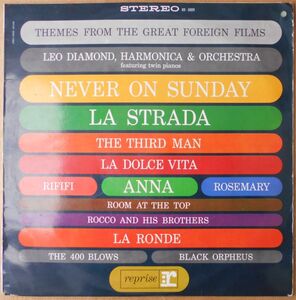 STEREO
THEMES FROM THE GREAT FOREIGN FILMS
LEO DIAMOND, HARMONICA & ORCHESTRA
featuring twin pianos
NEVER ON SUNDAY
LA STRADA
THE THIRD MAN
LA DOLCE VITA
RIFIFI
ANNA
ROSEMARY
ROOM AT THE TOP
ROCCO AND HIS BROTHERS
LA RONDE
THE 400 BLOWS
BLACK ORPHEUS
reprise
r